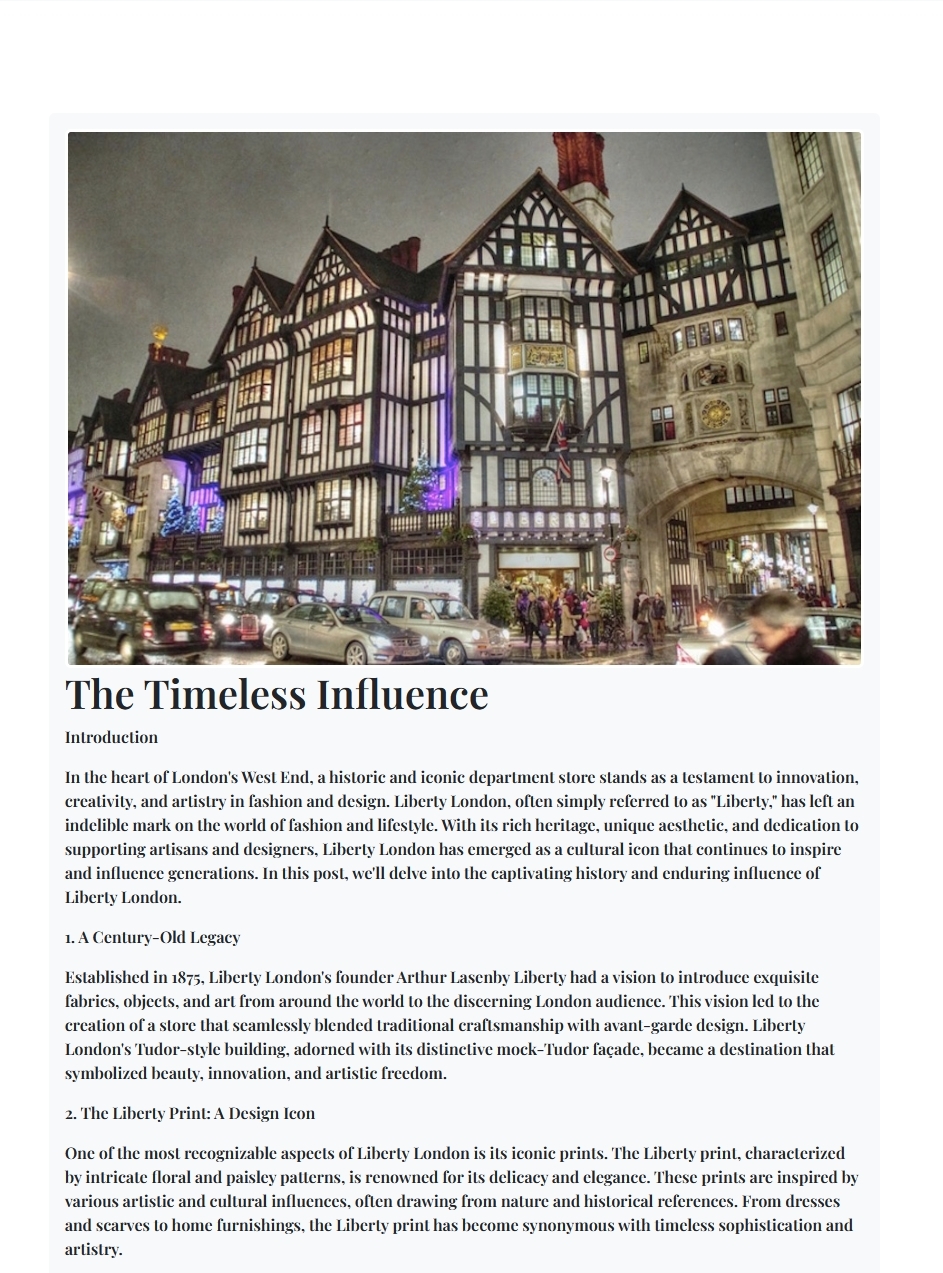 The Timeless Influence
Introduction
In the heart of London's West End, a historic and iconic department store stands as a testament to innovation,
creativity, and artistry in fashion and design. Liberty London, often simply referred to as "Liberty," has left an
indelible mark on the world of fashion and lifestyle. With its rich heritage, unique aesthetic, and dedication to
supporting artisans and designers, Liberty London has emerged as a cultural icon that continues to inspire
and influence generations. In this post, we'll delve into the captivating history and enduring influence of
Liberty London.
1. A Century-Old Legacy
Established in 1875, Liberty London's founder Arthur Lasenby Liberty had a vision to introduce exquisite
fabrics, objects, and art from around the world to the discerning London audience. This vision led to the
creation of a store that seamlessly blended traditional craftsmanship with avant-garde design. Liberty
London's Tudor-style building, adorned with its distinctive mock-Tudor façade, became a destination that
symbolized beauty, innovation, and artistic freedom.
2. The Liberty Print: A Design Icon
One of the most recognizable aspects of Liberty London is its iconic prints. The Liberty print, characterized
by intricate floral and paisley patterns, is renowned for its delicacy and elegance. These prints are inspired by
various artistic and cultural influences, often drawing from nature and historical references. From dresses
and scarves to home furnishings, the Liberty print has become synonymous with timeless sophistication and
artistry.